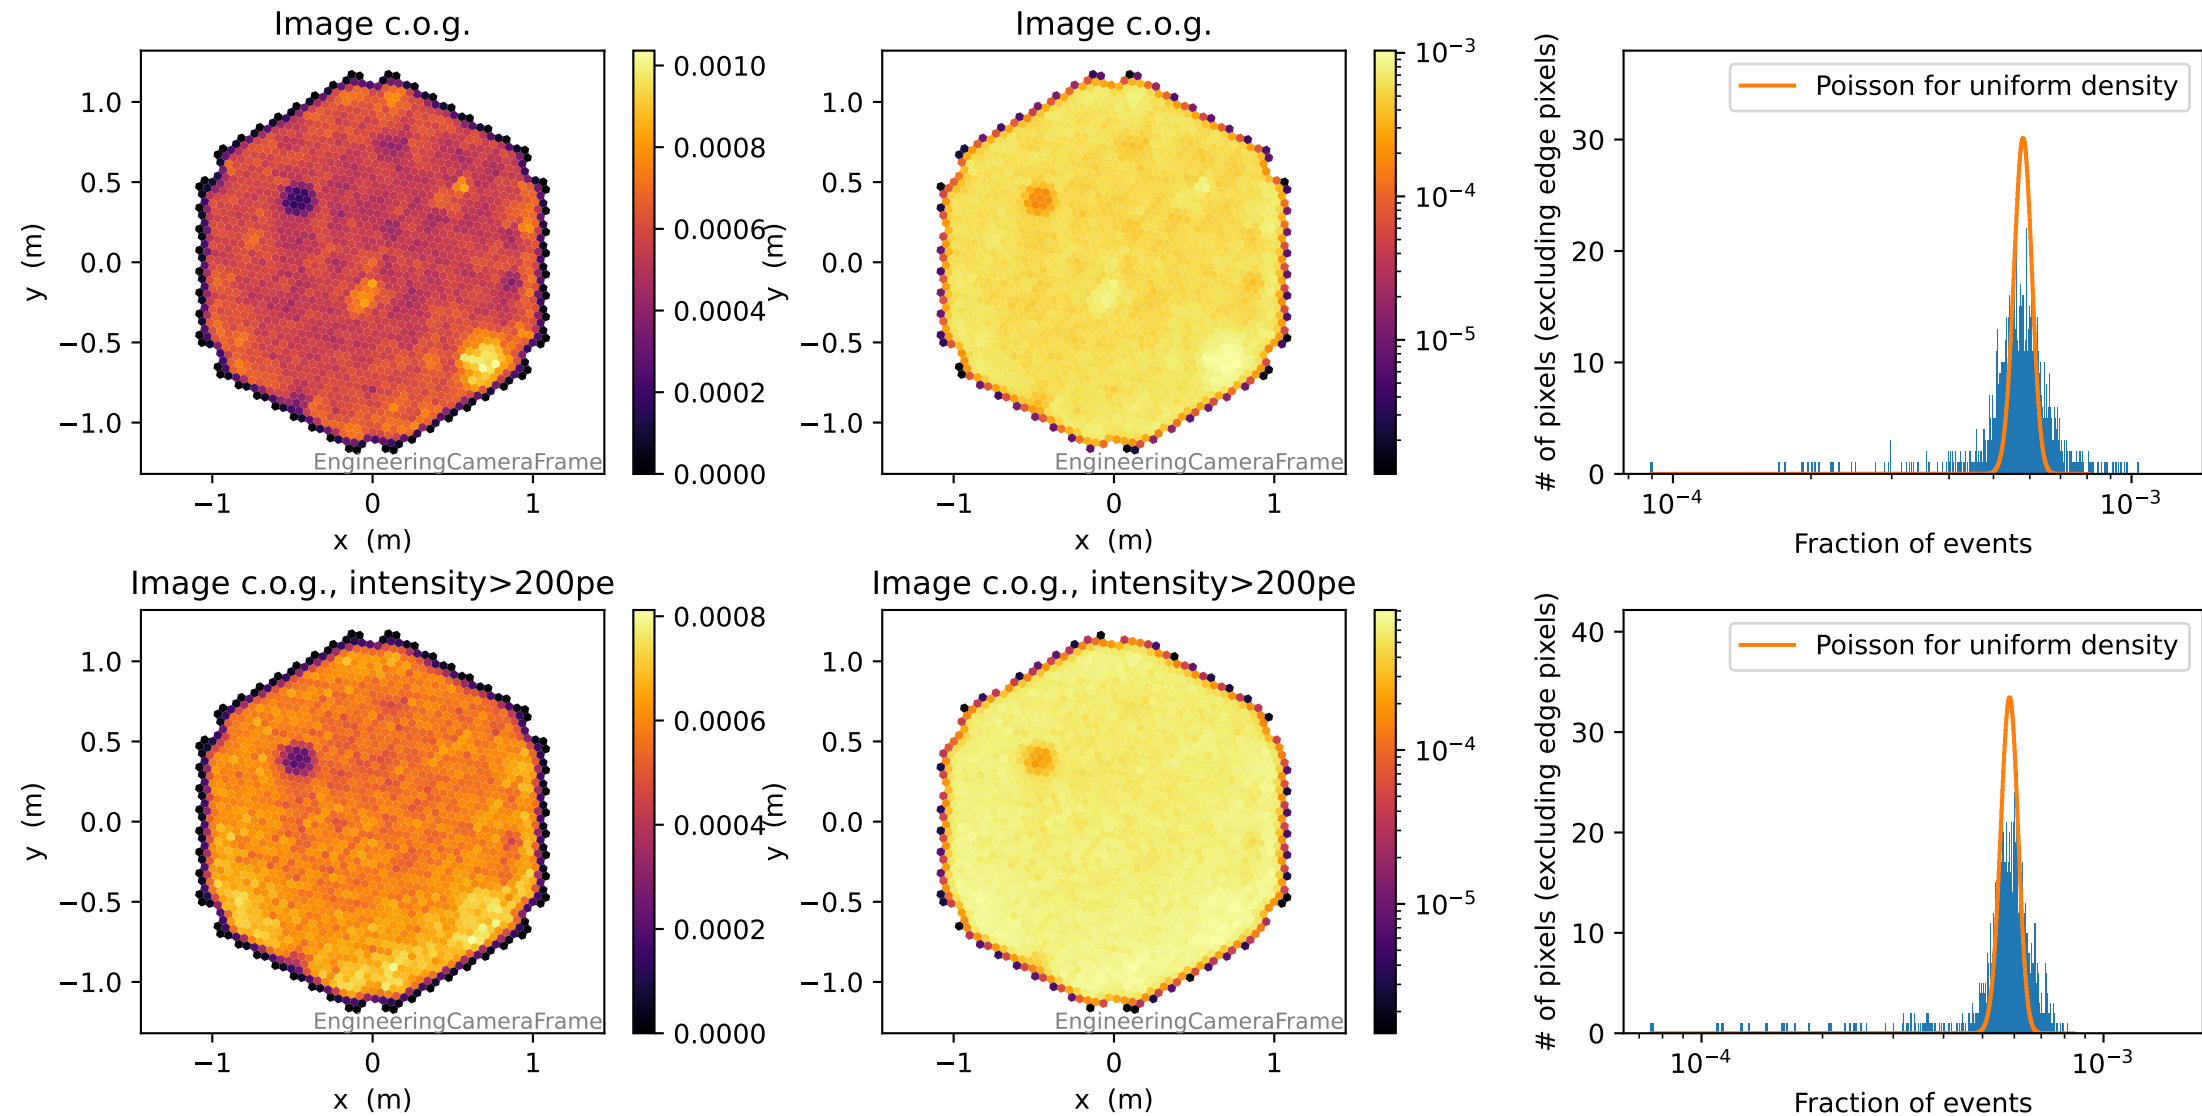 Image c.o.g.
1.0
0.5
0.0
−0.5
−1.0
y (m)
−1
0
1
x (m)
EngineeringCameraFrame
0.0010
0.0008
0.0006
0.0004
0.0002
0.0000
Image c.o.g.
1.0
0.5
0.0
−0.5
−1.0
y (m)
−1
0
1
x (m)
EngineeringCameraFrame
10⁻³
10⁻⁴
10⁻⁵
Poisson for uniform density
# of pixels (excluding edge pixels)
30
20
10
0
10⁻⁴
10⁻³
Fraction of events
Image c.o.g., intensity>200pe
1.0
0.5
0.0
−0.5
−1.0
y (m)
−1
0
1
x (m)
EngineeringCameraFrame
0.0008
0.0006
0.0004
0.0002
0.0000
Image c.o.g., intensity>200pe
1.0
0.5
0.0
−0.5
−1.0
y (m)
−1
0
1
x (m)
EngineeringCameraFrame
10⁻⁴
10⁻⁵
Poisson for uniform density
# of pixels (excluding edge pixels)
40
30
20
10
0
10⁻⁴
10⁻³
Fraction of events